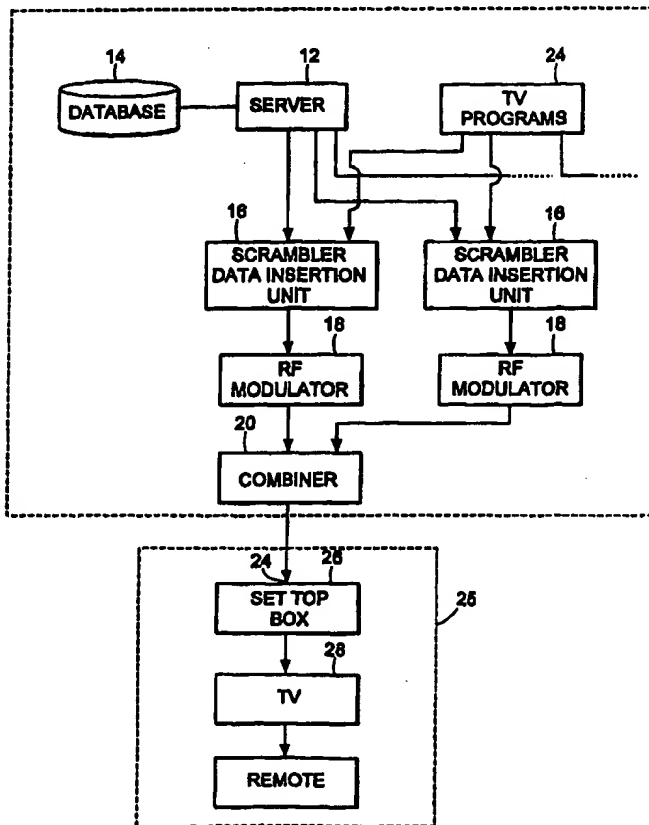 14
12
24
DATABASE
SERVER
TV
PROGRAMS
16
16
SCRAMBLER
DATA INSERTION
UNIT
SCRAMBLER
DATA INSERTION
UNIT
18
18
RF
MODULATOR
RF
MODULATOR
20
COMBINER
24
26
SET TOP
BOX
25
28
TV
REMOTE